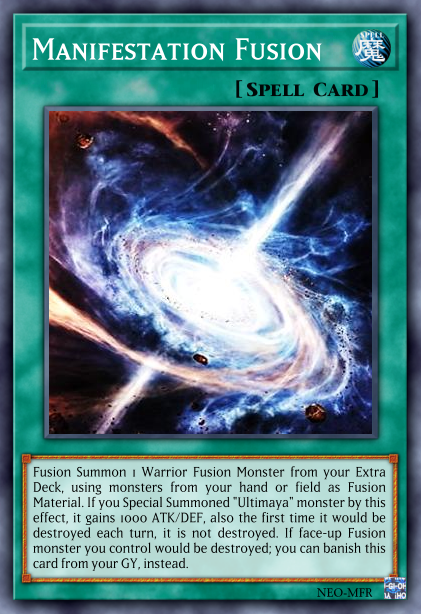 Manifestation Fusion
SPELL
魔
[Spell Card]
Fusion Summon 1 Warrior Fusion Monster from your Extra
Deck, using monsters from your hand or field as Fusion
Material. If you Special Summoned "Ultimaya" monster by this
effect, it gains 1000 ATK/DEF, also the first time it would be
destroyed each turn, it is not destroyed. If face-up Fusion
monster you control would be destroyed; you can banish this
card from your GY, instead.
NEO-MFR